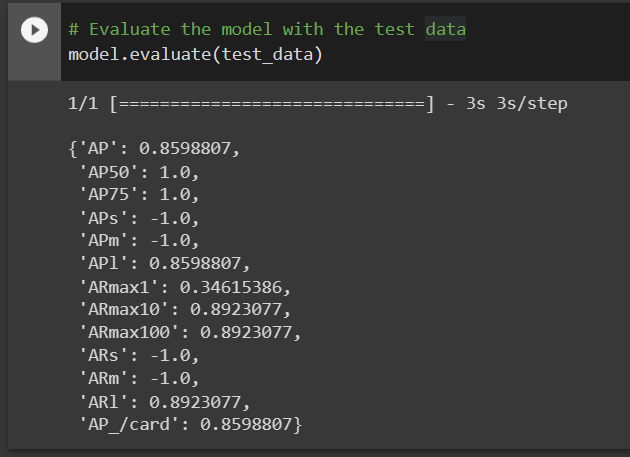 # Evaluate the model with the test data
model.evaluate(test_data)
1/1 [==============================] - 3s 3s/step
{'AP': 0.8598807,
'AP50': 1.0,
'AP75': 1.0,
'APs': -1.0,
'APm': -1.0,
'APl': 0.8598807,
'ARmax1': 0.34615386,
'ARmax10': 0.8923077,
'ARmax100': 0.8923077,
'ARs': -1.0,
'ARm': -1.0,
'ARl': 0.8923077,
'AP_/card': 0.8598807}